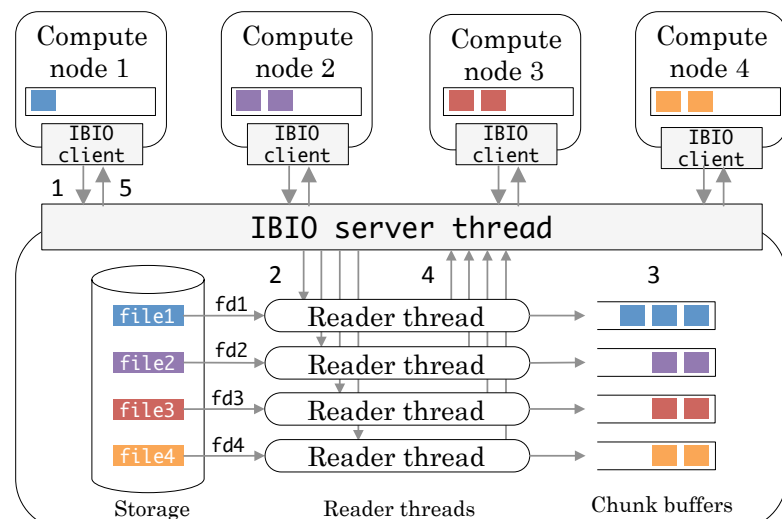 Compute
node 1
Compute
node 2
Compute
node 3
Compute
node 4
IBIO
client
IBIO
client
IBIO
client
IBIO
client
1
5
IBIO server thread
2
4
3
file1
fd1
Reader thread
file2
fd2
Reader thread
file3
fd3
Reader thread
file4
fd4
Reader thread
Storage
Reader threads
Chunk buffers